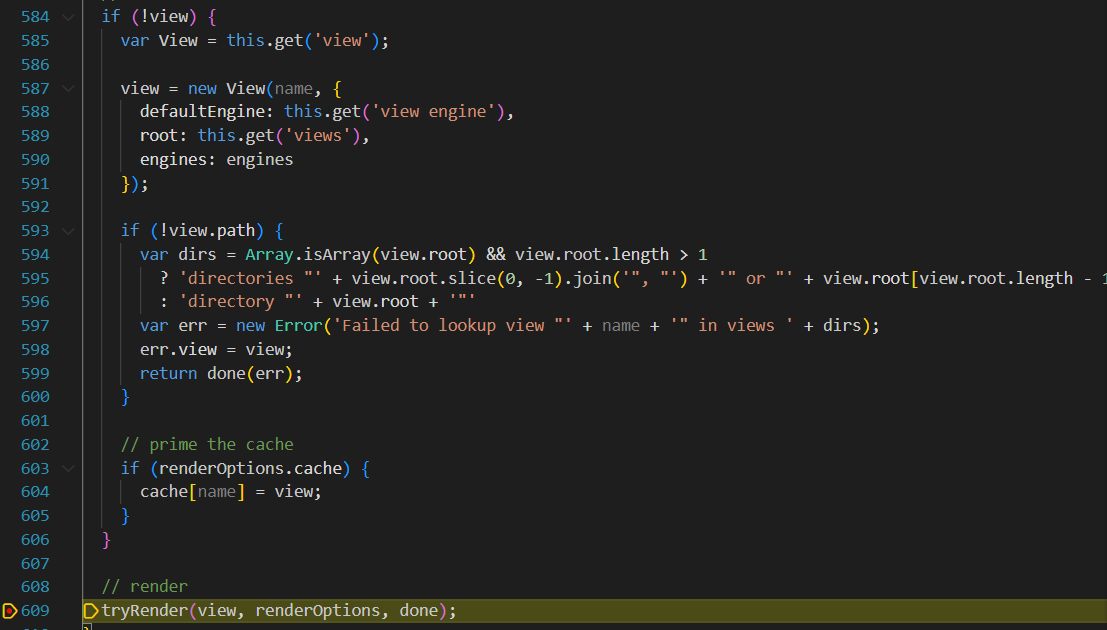 584 if (!view) {
585 var View = this.get('view');
586
587 view = new View(name, {
588 defaultEngine: this.get('view engine'),
589 root: this.get('views'),
590 engines: engines
591 });
592
593 if (!view.path) {
594 var dirs = Array.isArray(view.root) && view.root.length > 1
595 ? 'directories "' + view.root.slice(0, -1).join('", "') + '" or "' + view.root[view.root.length - 1
596 : 'directory "' + view.root + '"'
597 var err = new Error('Failed to lookup view "' + name + '" in views ' + dirs);
598 err.view = view;
599 return done(err);
600 }
601
602 // prime the cache
603 if (renderOptions.cache) {
604 cache[name] = view;
605 }
606 }
607
608 // render
609 tryRender(view, renderOptions, done);